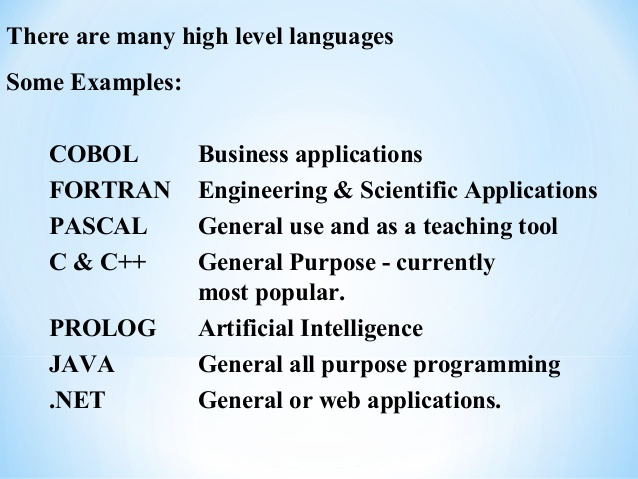 There are many high level languages
Some Examples:
COBOL Business applications
FORTRAN Engineering & Scientific Applications
PASCAL General use and as a teaching tool
C & C++ General Purpose - currently
most popular.
PROLOG Artificial Intelligence
JAVA General all purpose programming
.NET General or web applications.